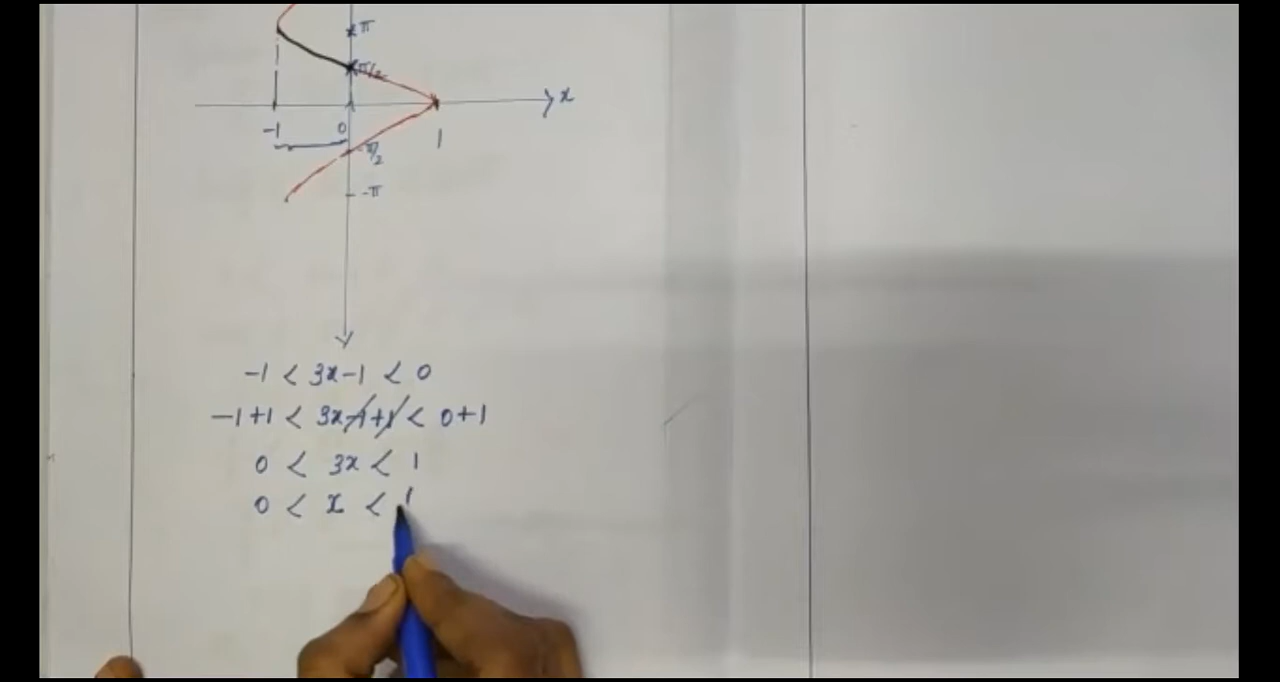 π
π/2
x
-1
0
1
-π/2
-π
-1 < 3x-1 < 0
-1+1 < 3x-1+1 < 0+1
0 < 3x < 1
0 < x < 1